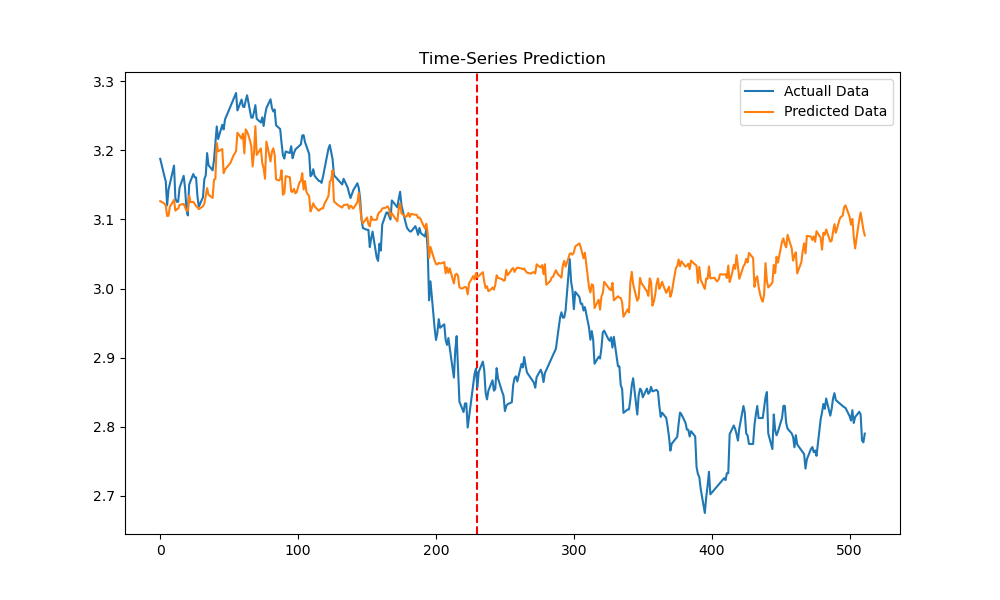 Time-Series Prediction
Actuall Data
Predicted Data
3.3
3.2
3.1
3.0
2.9
2.8
2.7
0 100 200 300 400 500